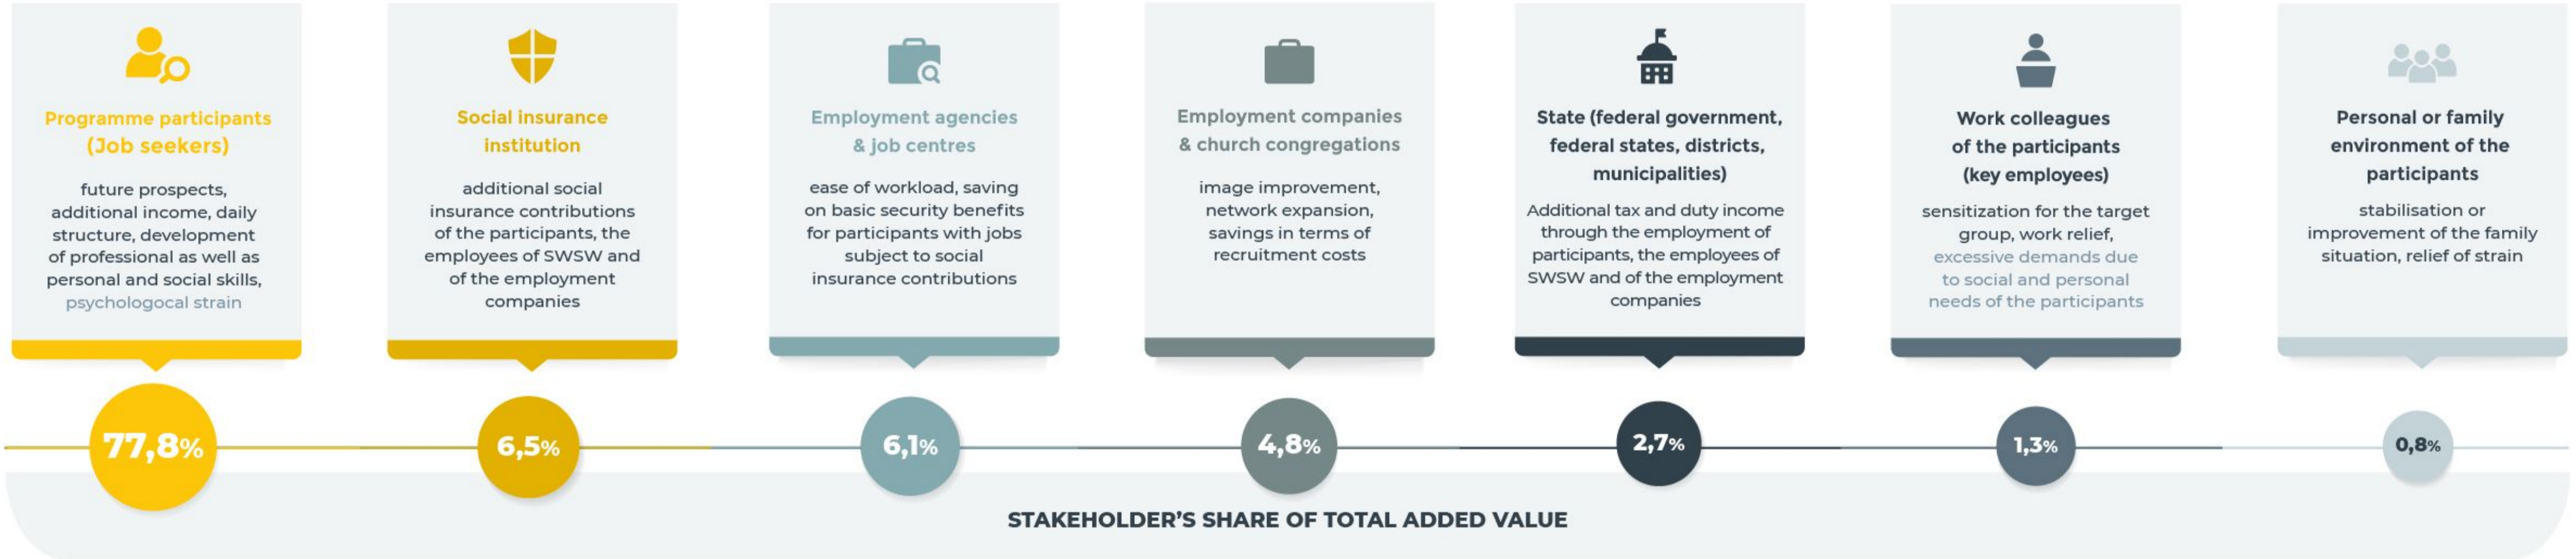 Programme participants
(Job seekers)
future prospects,
additional income, daily
structure, development
of professional as well as
personal and social skills,
psychologocal strain
77,8%
Social insurance
institution
additional social
insurance contributions
of the participants, the
employees of SWSW and
of the employment
companies
6,5%
Employment agencies
& job centres
ease of workload, saving
on basic security benefits
for participants with jobs
subject to social
insurance contributions
6,1%
Employment companies
& church congregations
image improvement,
network expansion,
savings in terms of
recruitment costs
4,8%
State (federal government,
federal states, districts,
municipalities)
Additional tax and duty income
through the employment of
participants, the employees of
SWSW and of the employment
companies
2,7%
Work colleagues
of the participants
(key employees)
sensitization for the target
group, work relief,
excessive demands due
to social and personal
needs of the participants
1,3%
Personal or family
environment of the
participants
stabilisation or
improvement of the family
situation, relief of strain
0,8%
STAKEHOLDER'S SHARE OF TOTAL ADDED VALUE